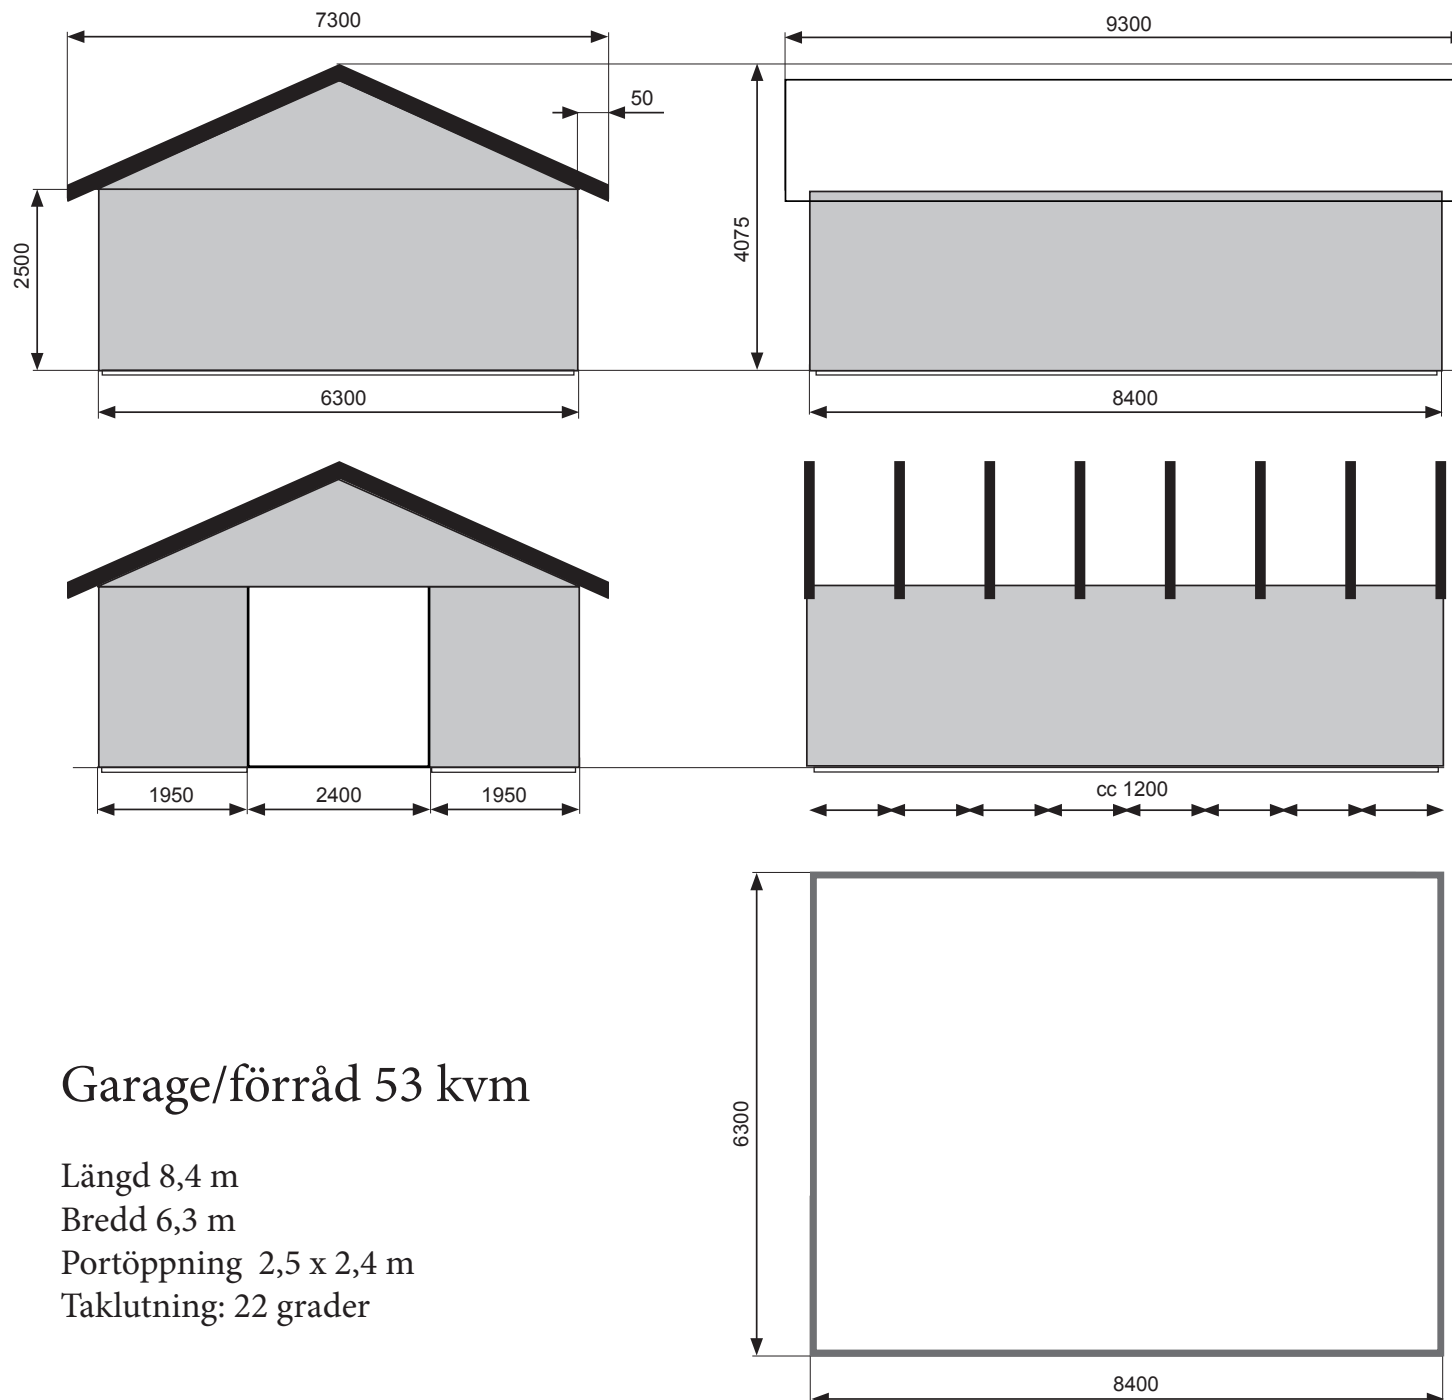 7300
9300
50
2500
4075
6300
8400
1950
2400
1950
cc 1200
6300
Garage/förråd 53 kvm
Längd 8,4 m
Bredd 6,3 m
Portöppning 2,5 x 2,4 m
Taklutning: 22 grader
8400